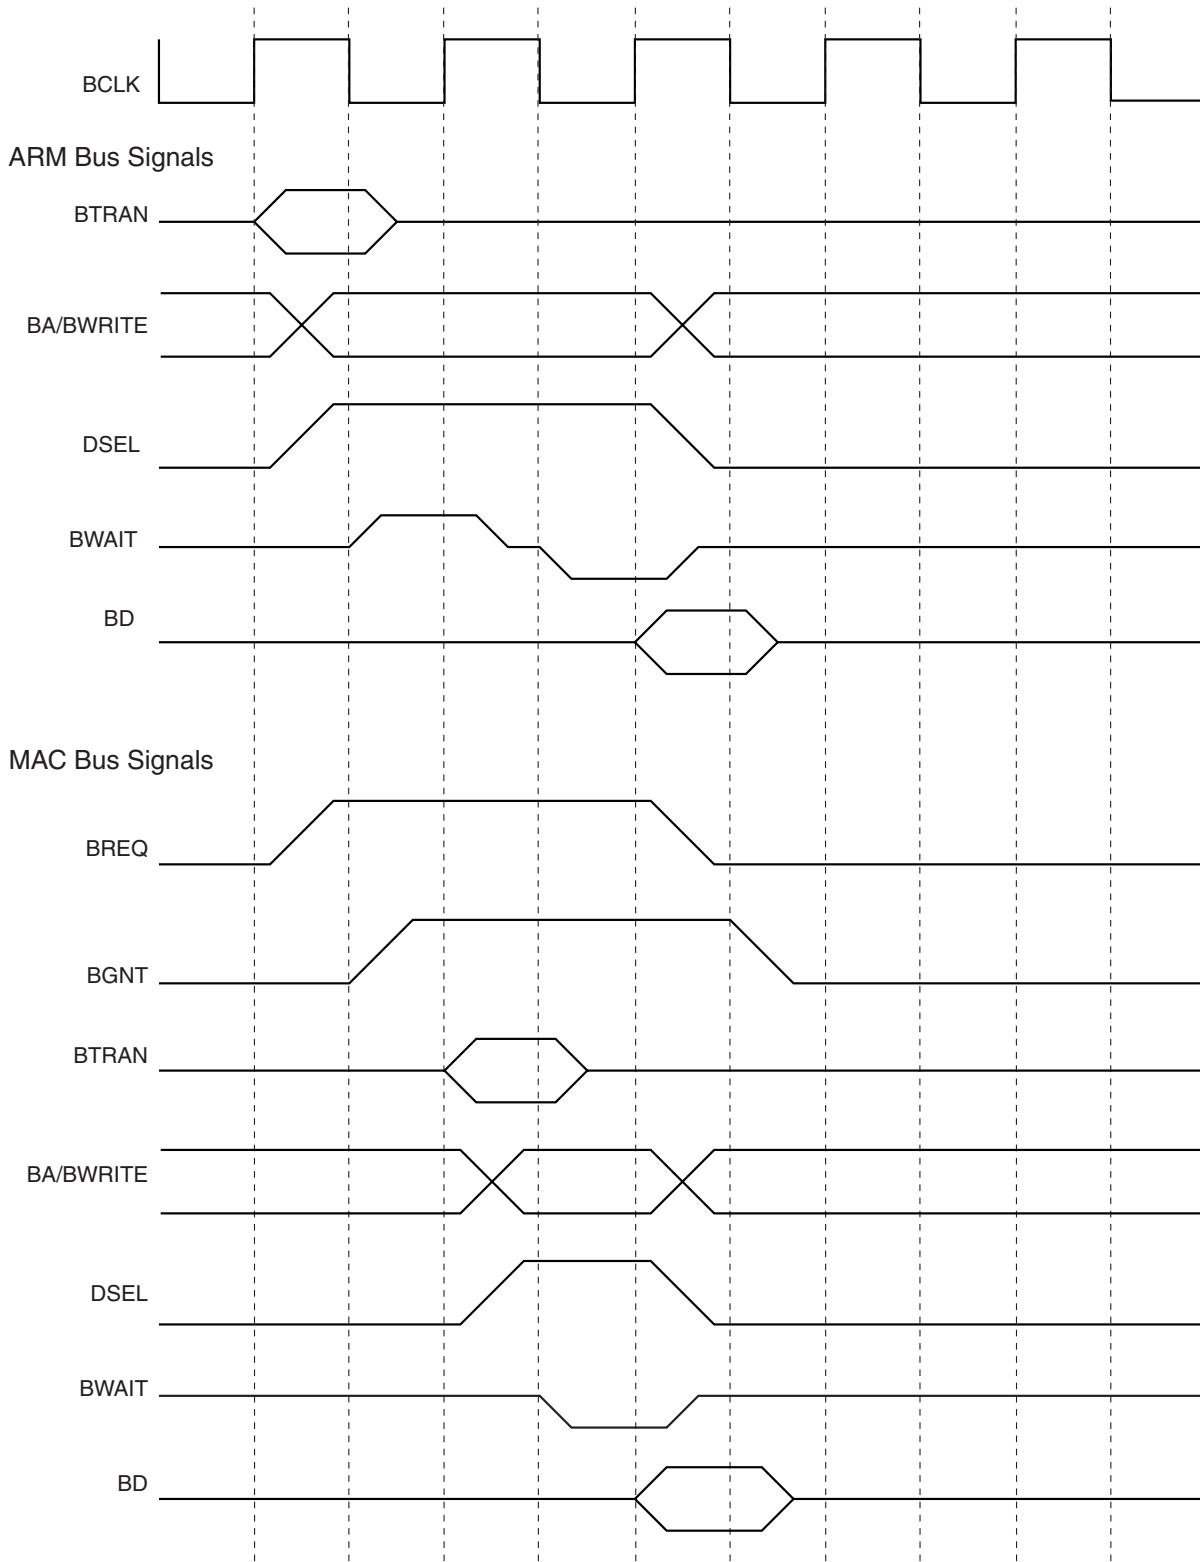 BCLK
ARM Bus Signals
BTRAN
BA/BWRITE
DSEL
BWAIT
BD
MAC Bus Signals
BREQ
BGNT
BTRAN
BA/BWRITE
DSEL
BWAIT
BD